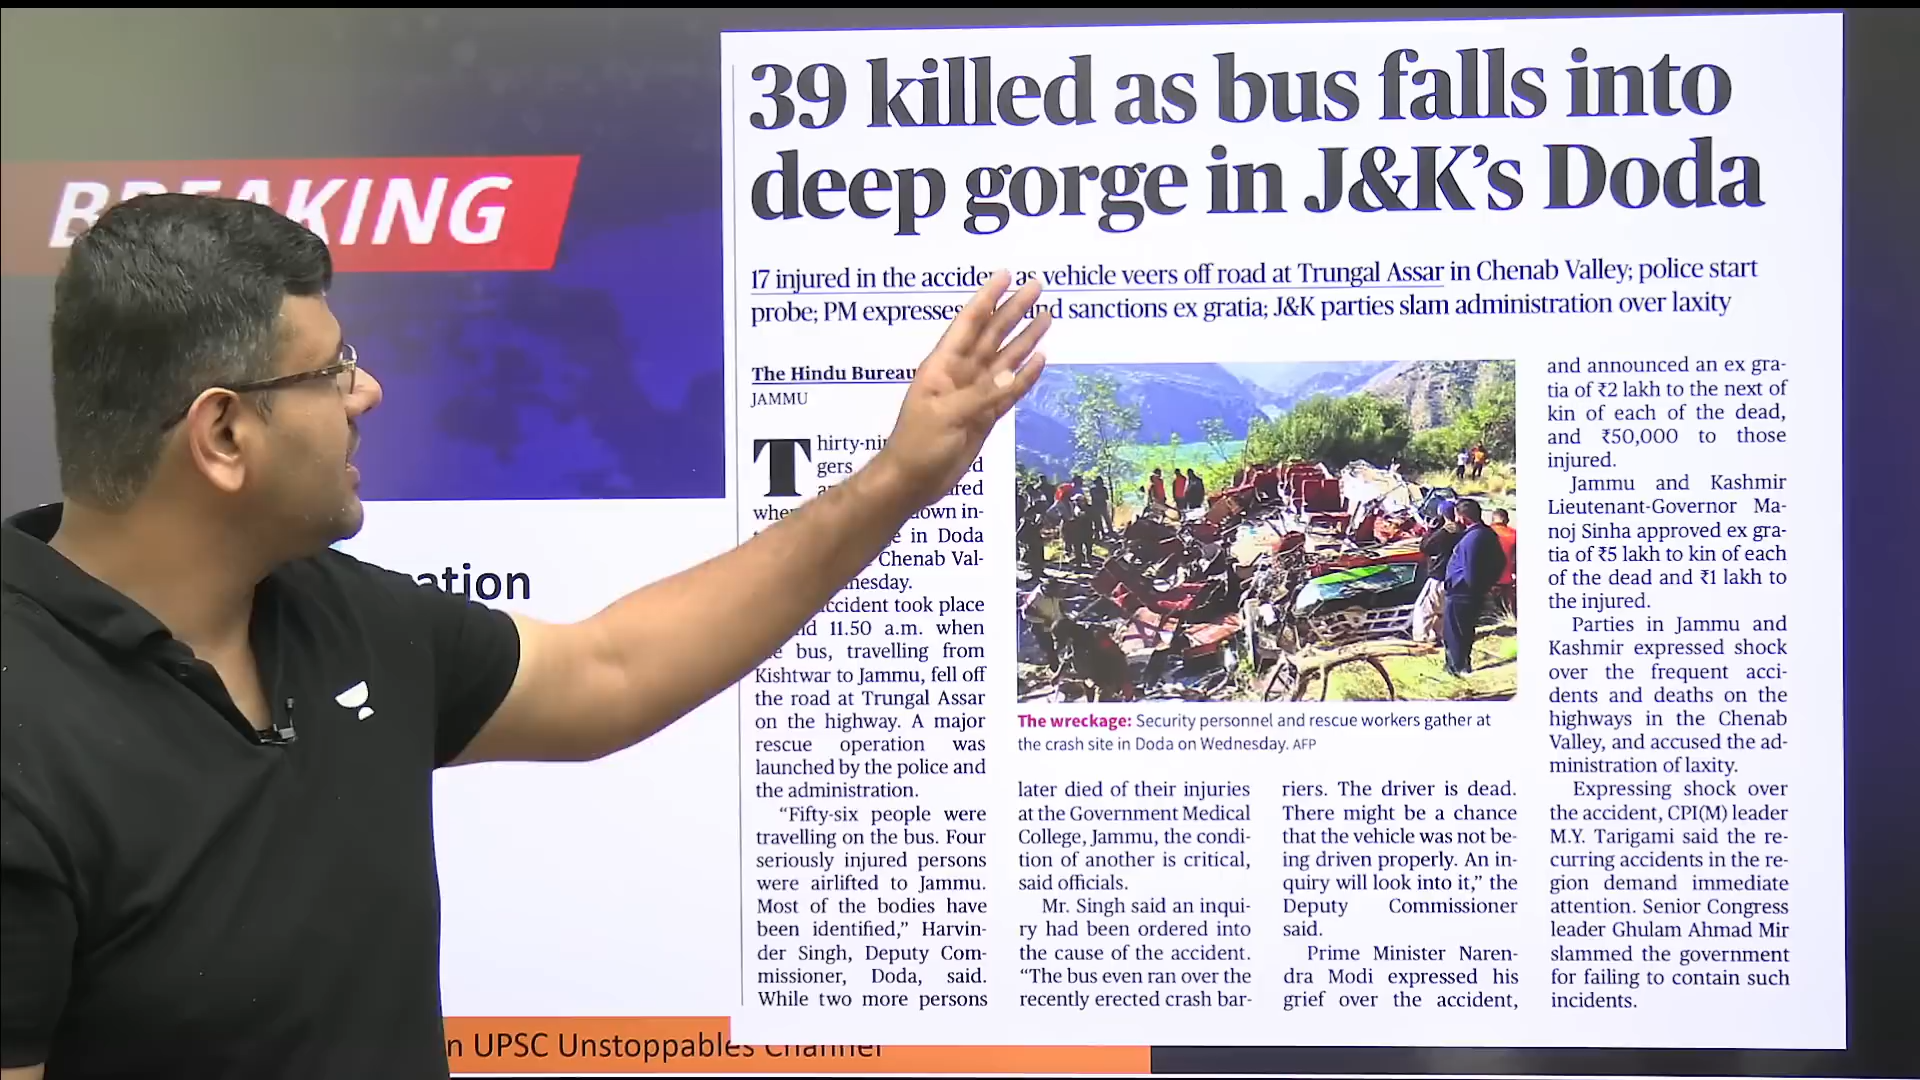 BREAKING
ation
n UPSC Unstoppables Channel
39 killed as bus falls into
deep gorge in J&K's Doda
17 injured in the accident as vehicle veers off road at Trungal Assar in Chenab Valley; police start
probe; PM expresses and sanctions ex gratia; J&K parties slam administration over laxity
The Hindu Bureau
JAMMU
Thirty-nin
gers d
a red
when down in-
e in Doda
Chenab Val-
nesday.
ccident took place
d 11.50 a.m. when
e bus, travelling from
Kishtwar to Jammu, fell off
the road at Trungal Assar
on the highway. A major
rescue operation was
launched by the police and
the administration.
“Fifty-six people were
travelling on the bus. Four
seriously injured persons
were airlifted to Jammu.
Most of the bodies have
been identified,” Harvin-
der Singh, Deputy Com-
missioner, Doda, said.
While two more persons
The wreckage: Security personnel and rescue workers gather at
the crash site in Doda on Wednesday. AFP
later died of their injuries
at the Government Medical
College, Jammu, the condi-
tion of another is critical,
said officials.
Mr. Singh said an inqui-
ry had been ordered into
the cause of the accident.
“The bus even ran over the
recently erected crash bar-
riers. The driver is dead.
There might be a chance
that the vehicle was not be-
ing driven properly. An in-
quiry will look into it,” the
Deputy Commissioner
said.
Prime Minister Naren-
dra Modi expressed his
grief over the accident,
and announced an ex gra-
tia of ₹2 lakh to the next of
kin of each of the dead,
and ₹50,000 to those
injured.
Jammu and Kashmir
Lieutenant-Governor Ma-
noj Sinha approved ex gra-
tia of ₹5 lakh to kin of each
of the dead and ₹1 lakh to
the injured.
Parties in Jammu and
Kashmir expressed shock
over the frequent acci-
dents and deaths on the
highways in the Chenab
Valley, and accused the ad-
ministration of laxity.
Expressing shock over
the accident, CPI(M) leader
M.Y. Tarigami said the re-
curring accidents in the re-
gion demand immediate
attention. Senior Congress
leader Ghulam Ahmad Mir
slammed the government
for failing to contain such
incidents.